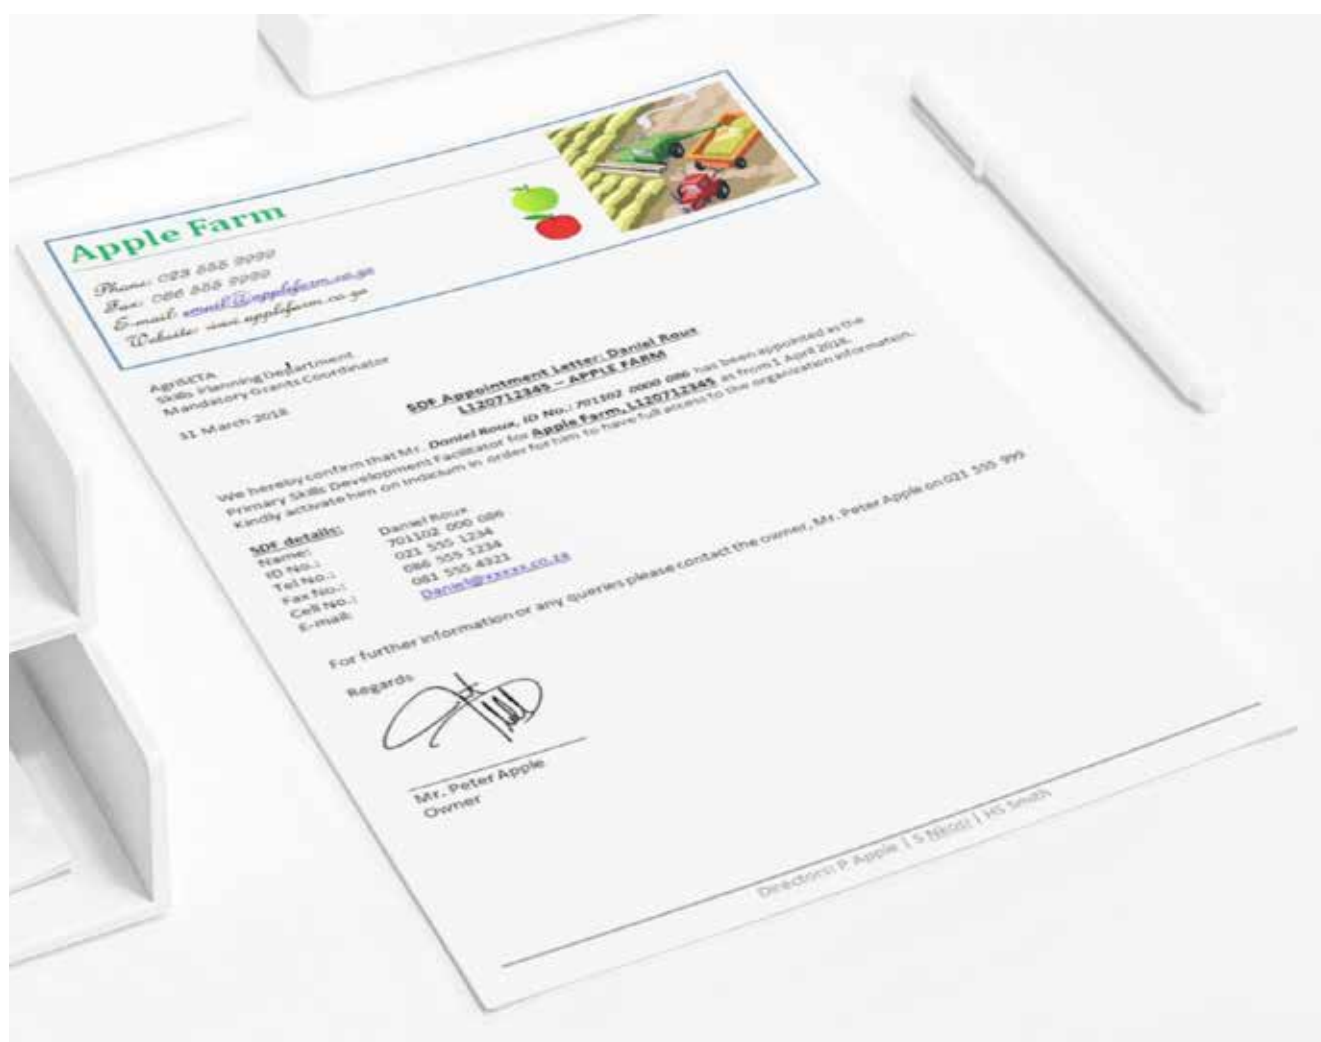 Apple Farm
Phone: 023 555 9999
Fax: 086 555 9999
E-mail: email@applefarm.co.za
Website: www.applefarm.co.za
AgriSETA
Skills Planning Department
Mandatory Grants Coordinator
31 March 2018
SDF Appointment Letter: Daniel Roux
L120712345 – APPLE FARM
We hereby confirm that Mr. Daniel Roux, ID No.: 701102 0000 086 has been appointed as the
Primary Skills Development Facilitator for Apple Farm, L120712345 as from 1 April 2018.
Kindly activate him on Indicium in order for him to have full access to the organization information.
SDF details:
Name: Daniel Roux
ID No.: 701102 000 086
Tel No.: 021 555 1234
Fax No.: 086 555 1234
Cell No.: 081 555 4321
E-mail: Daniel@xxxxx.co.za
For further information or any queries please contact the owner, Mr. Peter Apple on 021 555 999
Regards
Mr. Peter Apple
Owner
Directors: P Apple | S Nkosi | HS Smith